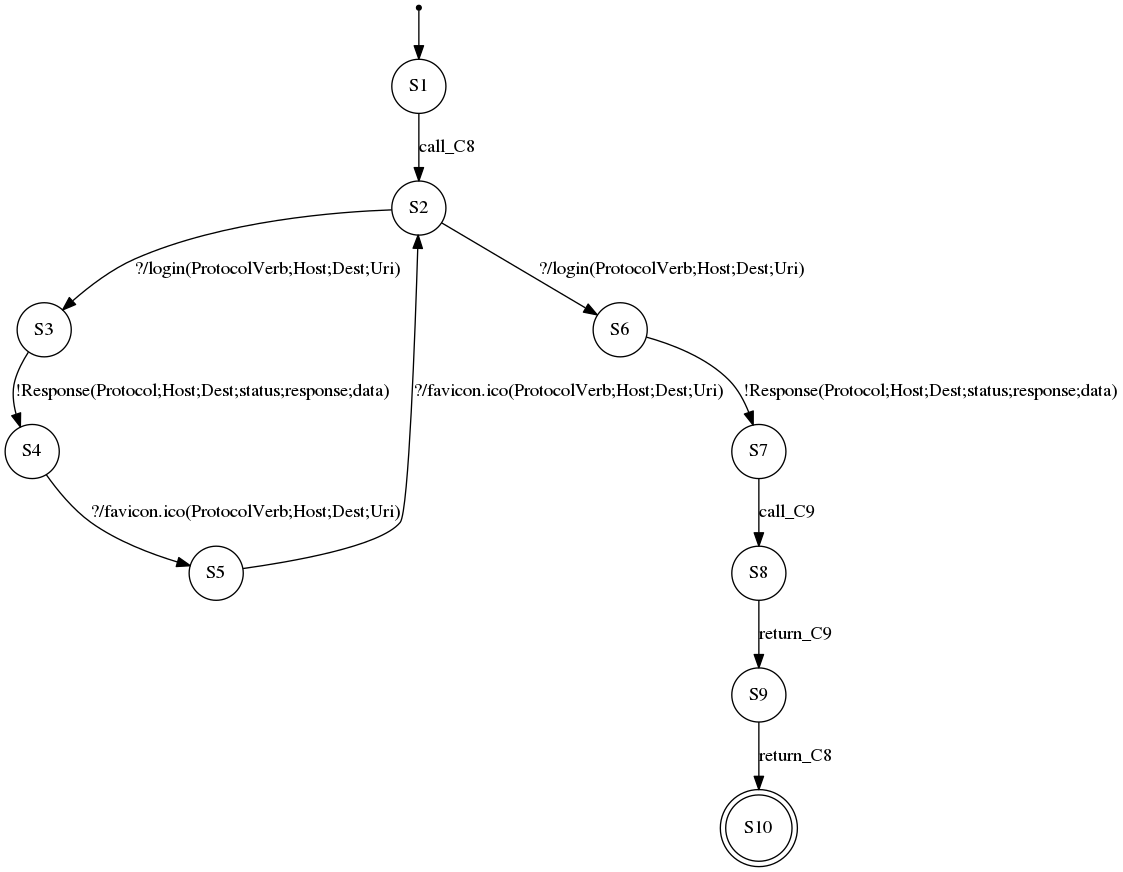 S1
call_C8
S2
?/login(ProtocolVerb;Host;Dest;Uri)
?/login(ProtocolVerb;Host;Dest;Uri)
S3
S6
!Response(Protocol;Host;Dest;status;response;data)
?/favicon.ico(ProtocolVerb;Host;Dest;Uri)
!Response(Protocol;Host;Dest;status;response;data)
S4
S7
?/favicon.ico(ProtocolVerb;Host;Dest;Uri)
call_C9
S5
S8
return_C9
S9
return_C8
S10